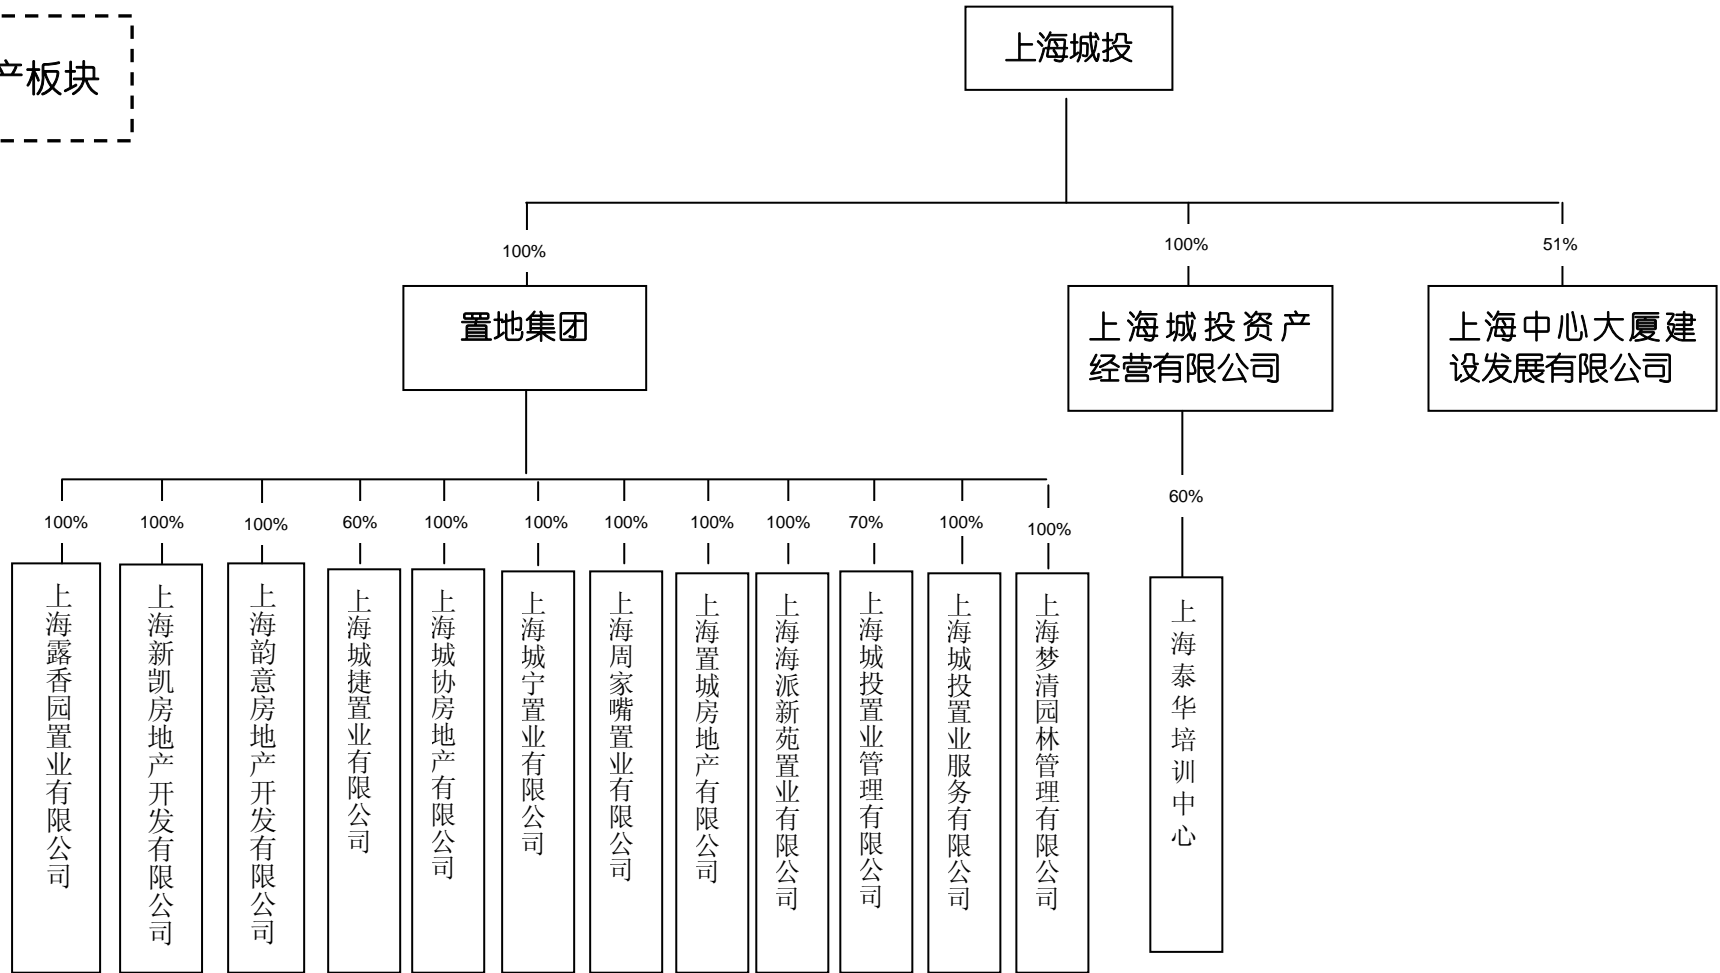 上海城投
产板块
100%
100%
51%
置地集团
上海城投资产
经营有限公司
上海中心大厦建
设发展有限公司
100%
100%
100%
60%
100%
100%
100%
100%
100%
70%
100%
100%
60%
上海露香园置业有限公司
上海新凯房地产开发有限公司
上海韵意房地产开发有限公司
上海城捷置业有限公司
上海城协房地产有限公司
上海城宁置业有限公司
上海周家嘴置业有限公司
上海置城房地产有限公司
上海海派新苑置业有限公司
上海城投置业管理有限公司
上海城投置业服务有限公司
上海梦清园林管理有限公司
上海泰华培训中心